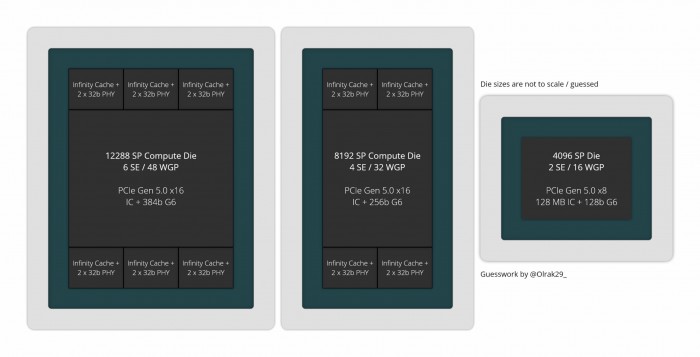 Infinity Cache +
2 x 32b PHY
Infinity Cache +
2 x 32b PHY
Infinity Cache +
2 x 32b PHY
12288 SP Compute Die
6 SE / 48 WGP
PCIe Gen 5.0 x16
IC + 384b G6
Infinity Cache +
2 x 32b PHY
Infinity Cache +
2 x 32b PHY
Infinity Cache +
2 x 32b PHY
Infinity Cache +
2 x 32b PHY
Infinity Cache +
2 x 32b PHY
8192 SP Compute Die
4 SE / 32 WGP
PCIe Gen 5.0 x16
IC + 256b G6
Infinity Cache +
2 x 32b PHY
Infinity Cache +
2 x 32b PHY
Die sizes are not to scale / guessed
4096 SP Die
2 SE / 16 WGP
PCIe Gen 5.0 x8
128 MB IC + 128b G6
Guesswork by @Olrak29_